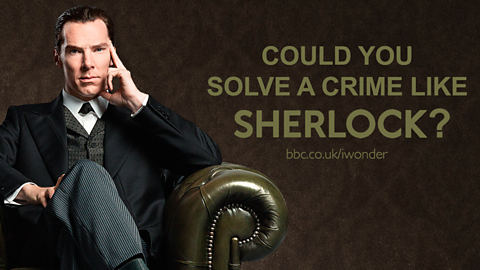 COULD YOU
SOLVE A CRIME LIKE
SHERLOCK?
bbc.co.uk/iwonder